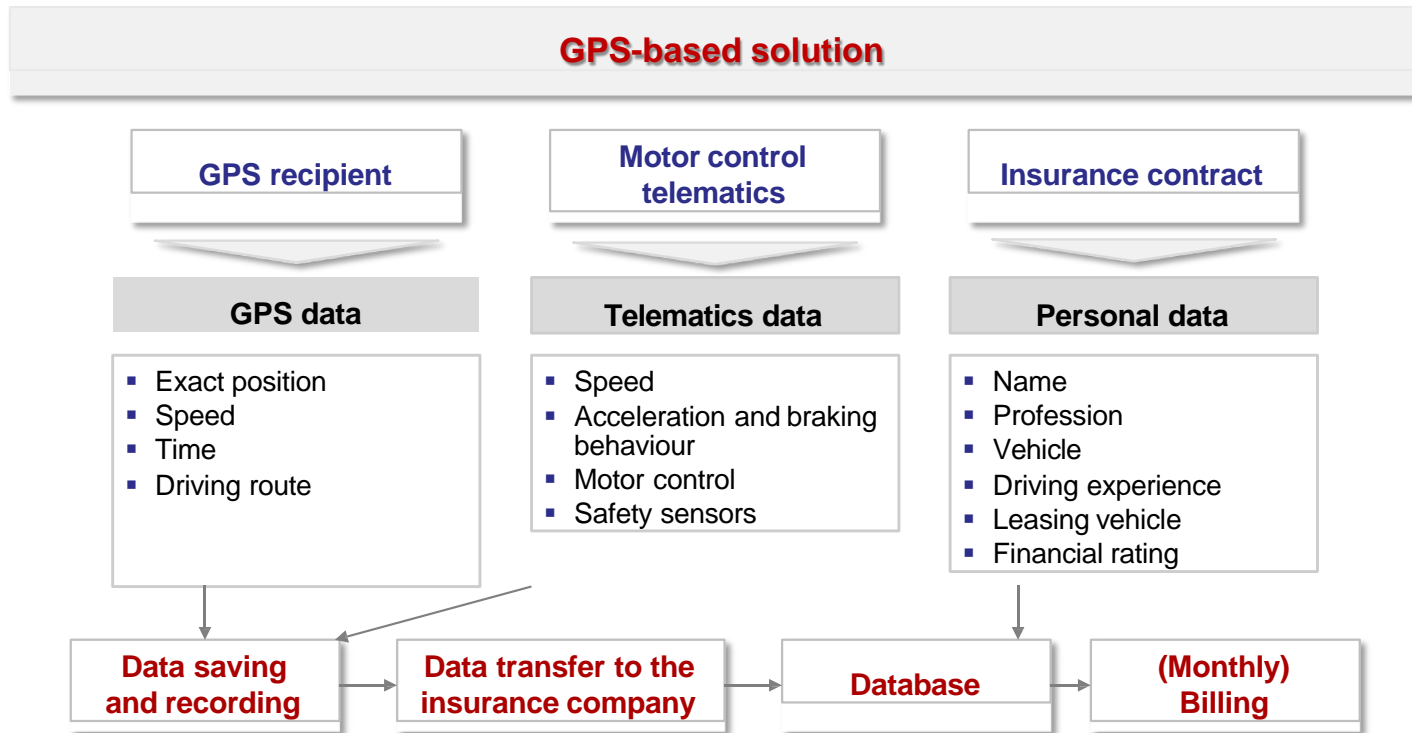 GPS-based solution
GPS recipient
Motor control
telematics
Insurance contract
GPS data
Telematics data
Personal data
Exact position
Speed
Time
Driving route
Speed
Acceleration and braking
behaviour
Motor control
Safety sensors
Name
Profession
Vehicle
Driving experience
Leasing vehicle
Financial rating
Data saving
and recording
Data transfer to the
insurance company
Database
(Monthly)
Billing